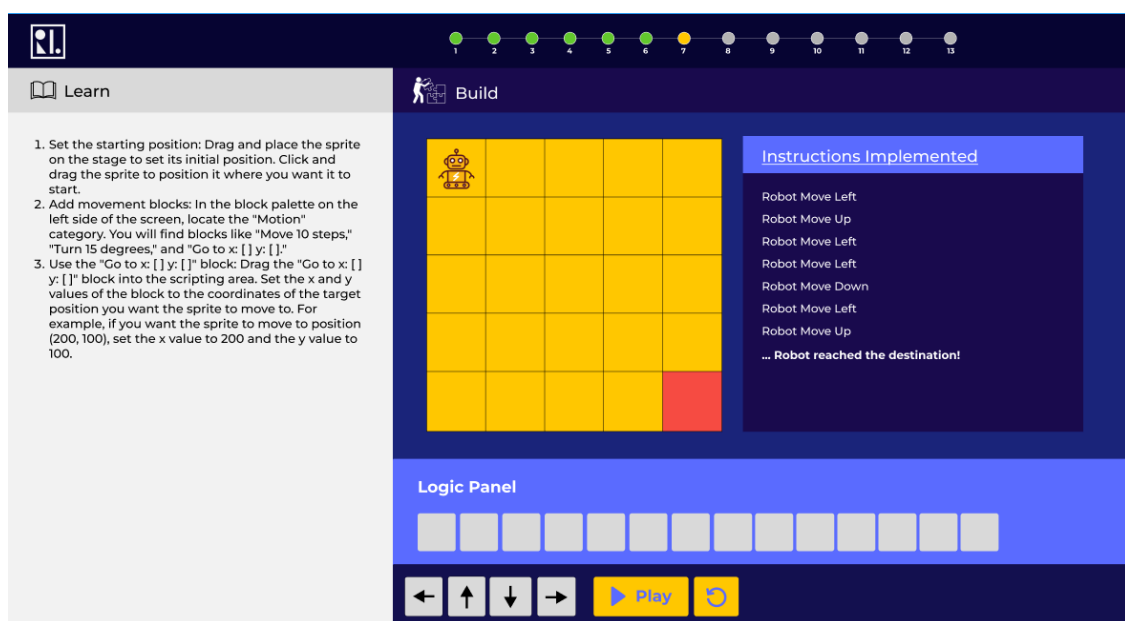 RI.
1 2 3 4 5 6 7 8 9 10 11 12 13
Learn
Build
1. Set the starting position: Drag and place the sprite
on the stage to set its initial position. Click and
drag the sprite to position it where you want it to
start.
2. Add movement blocks: In the block palette on the
left side of the screen, locate the "Motion"
category. You will find blocks like "Move 10 steps,"
"Turn 15 degrees," and "Go to x: [ ] y: [ ]."
3. Use the "Go to x: [ ] y: [ ]" block: Drag the "Go to x: [ ]
y: [ ]" block into the scripting area. Set the x and y
values of the block to the coordinates of the target
position you want the sprite to move to. For
example, if you want the sprite to move to position
(200, 100), set the x value to 200 and the y value to
100.
Instructions Implemented
Robot Move Left
Robot Move Up
Robot Move Left
Robot Move Left
Robot Move Down
Robot Move Left
Robot Move Up
... Robot reached the destination!
Logic Panel
Play